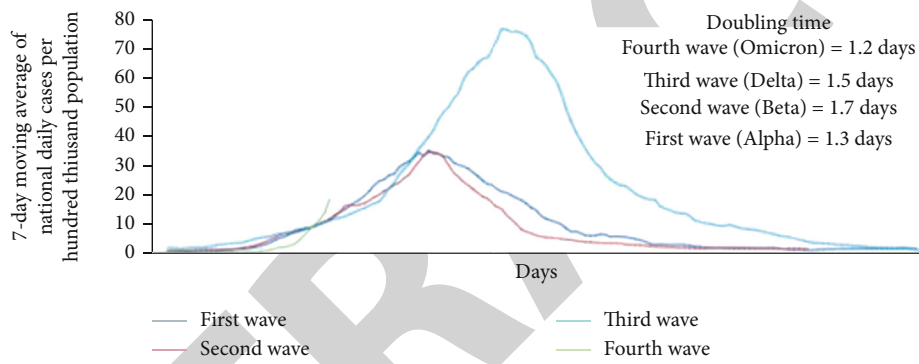 7-day moving average of
national daily cases per
hundred thiusand population
80
70
60
50
40
30
20
10
0
Doubling time
Fourth wave (Omicron) = 1.2 days
Third wave (Delta) = 1.5 days
Second wave (Beta) = 1.7 days
First wave (Alpha) = 1.3 days
Days
First wave
Third wave
Second wave
Fourth wave